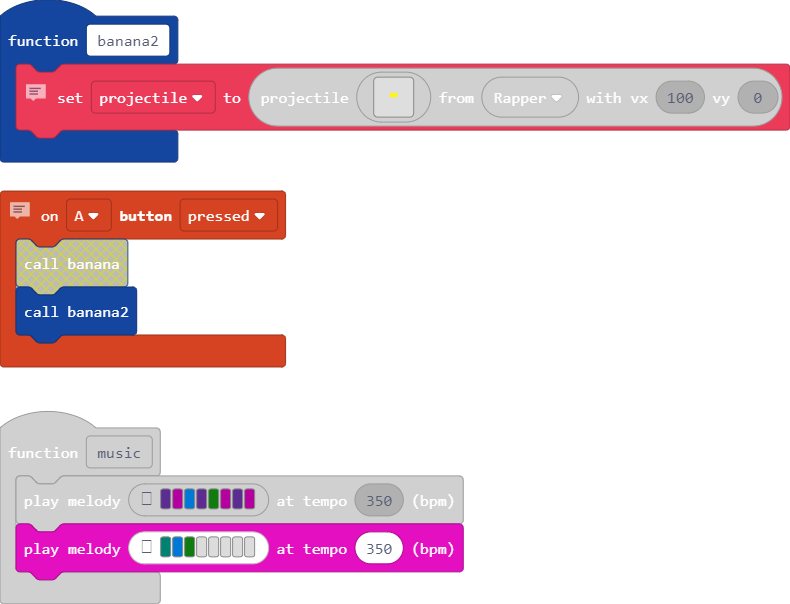 function banana2
set projectile to projectile from Rapper with vx 100 vy 0
on A button pressed
call banana
call banana2
function music
play melody at tempo 350 (bpm)
play melody at tempo 350 (bpm)